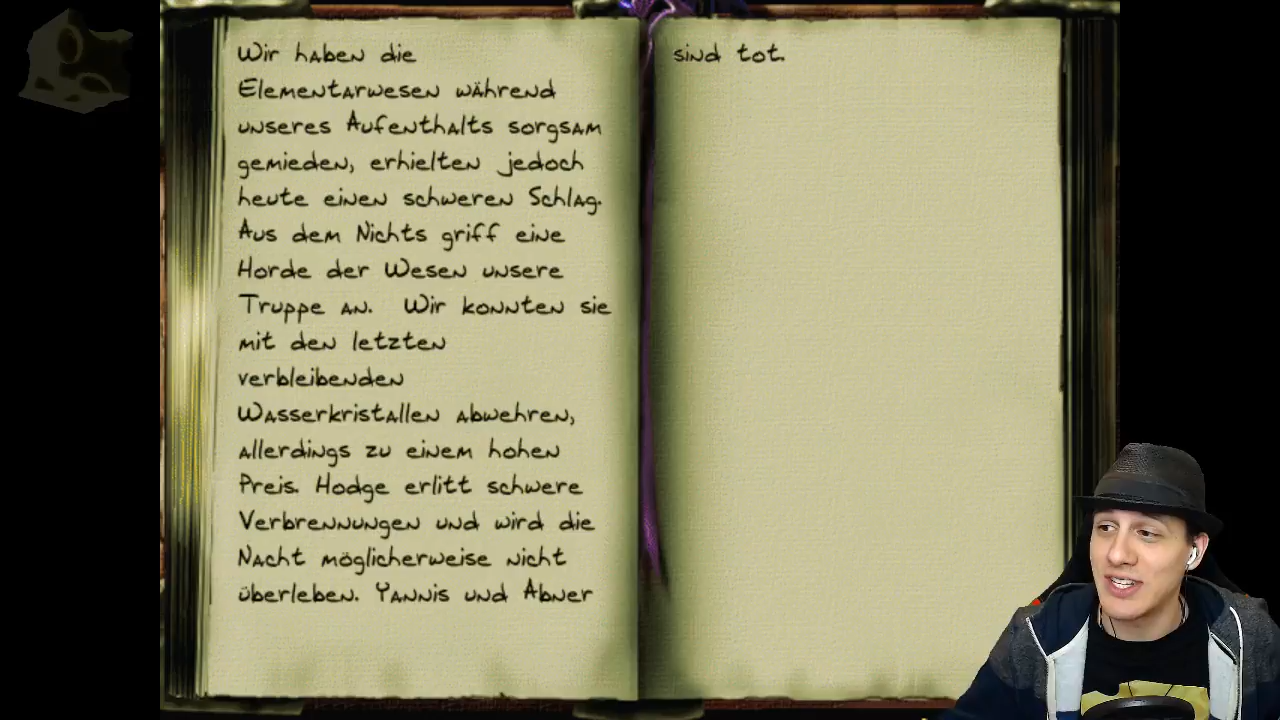 Wir haben die
Elementarwesen während
unseres Aufenthalts sorgsam
gemieden, erhielten jedoch
heute einen schweren Schlag.
Aus dem Nichts griff eine
Horde der Wesen unsere
Truppe an. Wir konnten sie
mit den letzten
verbleibenden
Wasserkristallen abwehren,
allerdings zu einem hohen
Preis. Hodge erlitt schwere
Verbrennungen und wird die
Nacht möglicherweise nicht
überleben. Yannis und Abner
sind tot.